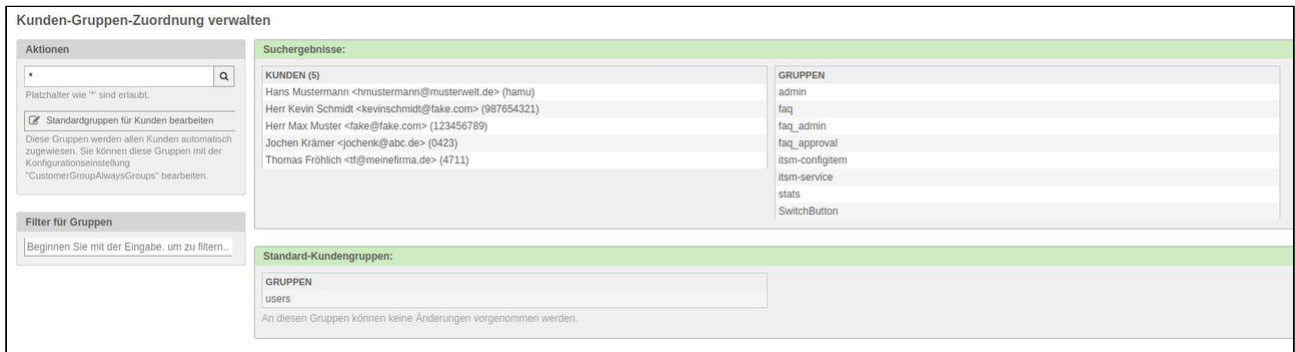 Kunden-Gruppen-Zuordnung verwalten
Aktionen
*
Platzhalter wie '*' sind erlaubt.
Standardgruppen für Kunden bearbeiten
Diese Gruppen werden allen Kunden automatisch
zugewiesen. Sie können diese Gruppen mit der
Konfigurationseinstellung
"CustomerGroupAlwaysGroups" bearbeiten.
Filter für Gruppen
Beginnen Sie mit der Eingabe, um zu filtern..
Suchergebnisse:
KUNDEN (5)
Hans Mustermann <hmustermann@musterwelt.de> (hamu)
Herr Kevin Schmidt <kevinschmidt@fake.com> (987654321)
Herr Max Muster <fake@fake.com> (123456789)
Jochen Krämer <jochenk@abc.de> (0423)
Thomas Fröhlich <tf@meinefirma.de> (4711)
GRUPPEN
admin
faq
faq_admin
faq_approval
itsm-configitem
itsm-service
stats
SwitchButton
Standard-Kundengruppen:
GRUPPEN
users
An diesen Gruppen können keine Änderungen vorgenommen werden.